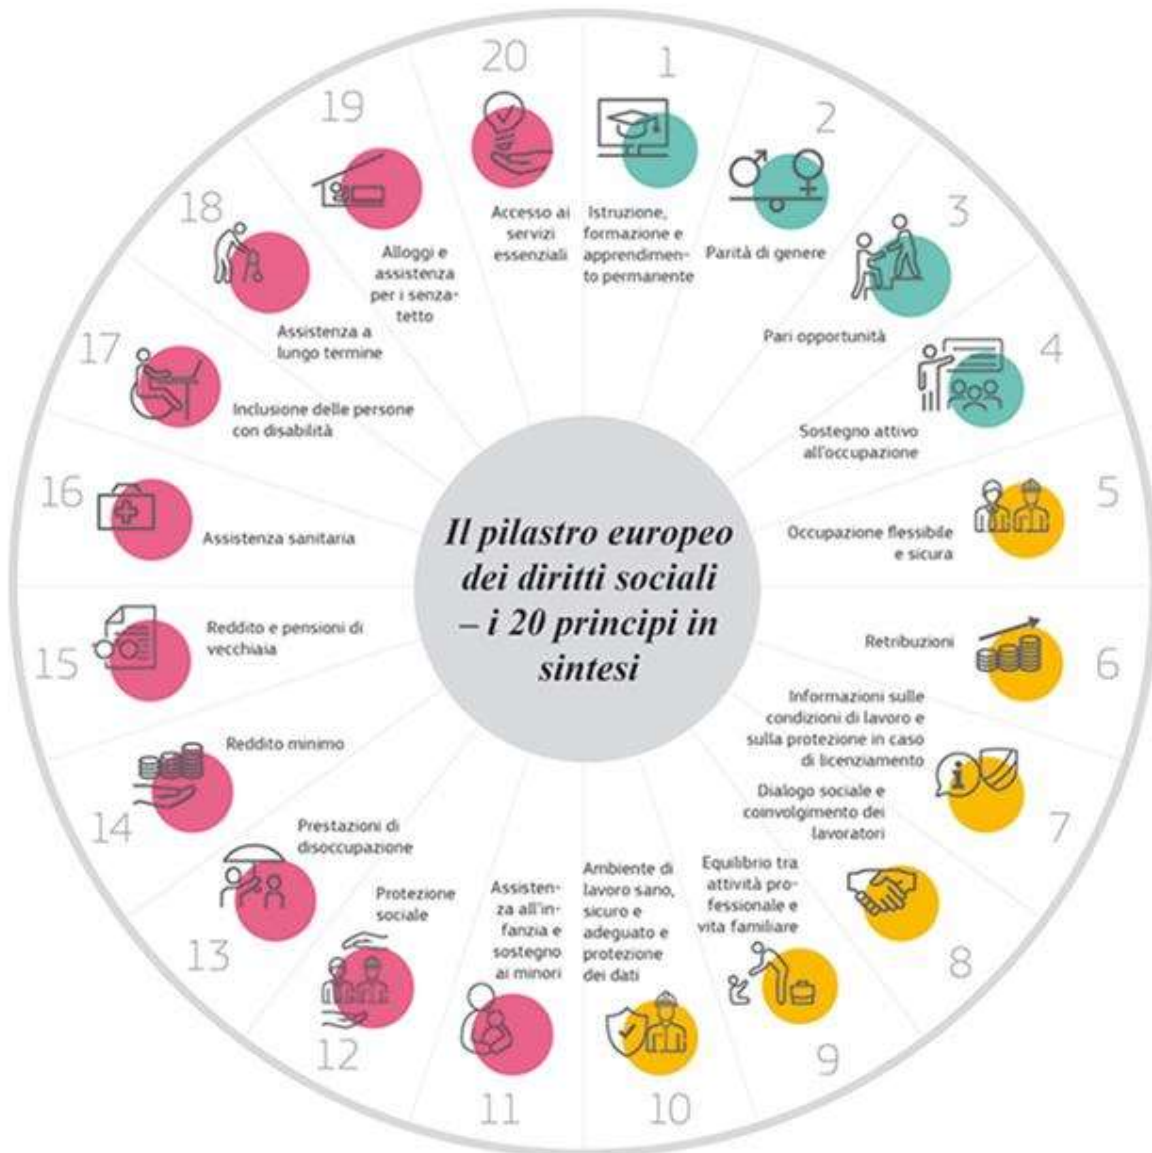 Il pilastro europeo
dei diritti sociali
– i 20 principi in
sintesi
1
Istruzione,
formazione e
apprendimen-
to permanente
2
Parità di genere
3
Pari opportunità
4
Sostegno attivo
all'occupazione
5
Occupazione flessibile
e sicura
6
Retribuzioni
7
Informazioni sulle
condizioni di lavoro e
sulla protezione in caso
di licenziamento
8
Dialogo sociale e
coinvolgimento dei
lavoratori
9
Equilibrio tra
attività pro-
fessionale e
vita familiare
10
Ambiente di
lavoro sano,
sicuro e
adeguato e
protezione
dei dati
11
Assisten-
za all'in-
fanzia e
sostegno
ai minori
12
Protezione
sociale
13
Prestazioni di
disoccupazione
14
Reddito minimo
15
Reddito e pensioni di
vecchiaia
16
Assistenza sanitaria
17
Inclusione delle persone
con disabilità
18
Assistenza a
lungo termine
19
Alloggi e
assistenza
per i senza-
tetto
20
Accesso ai
servizi
essenziali